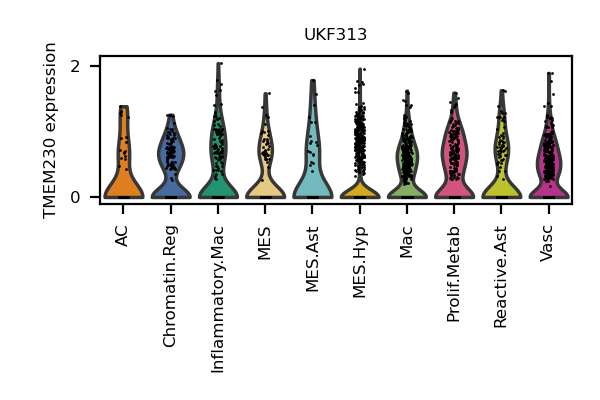 UKF313
TMEM230 expression
2
0
AC
Chromatin.Reg
Inflammatory.Mac
MES
MES.Ast
MES.Hyp
Mac
Prolif.Metab
Reactive.Ast
Vasc